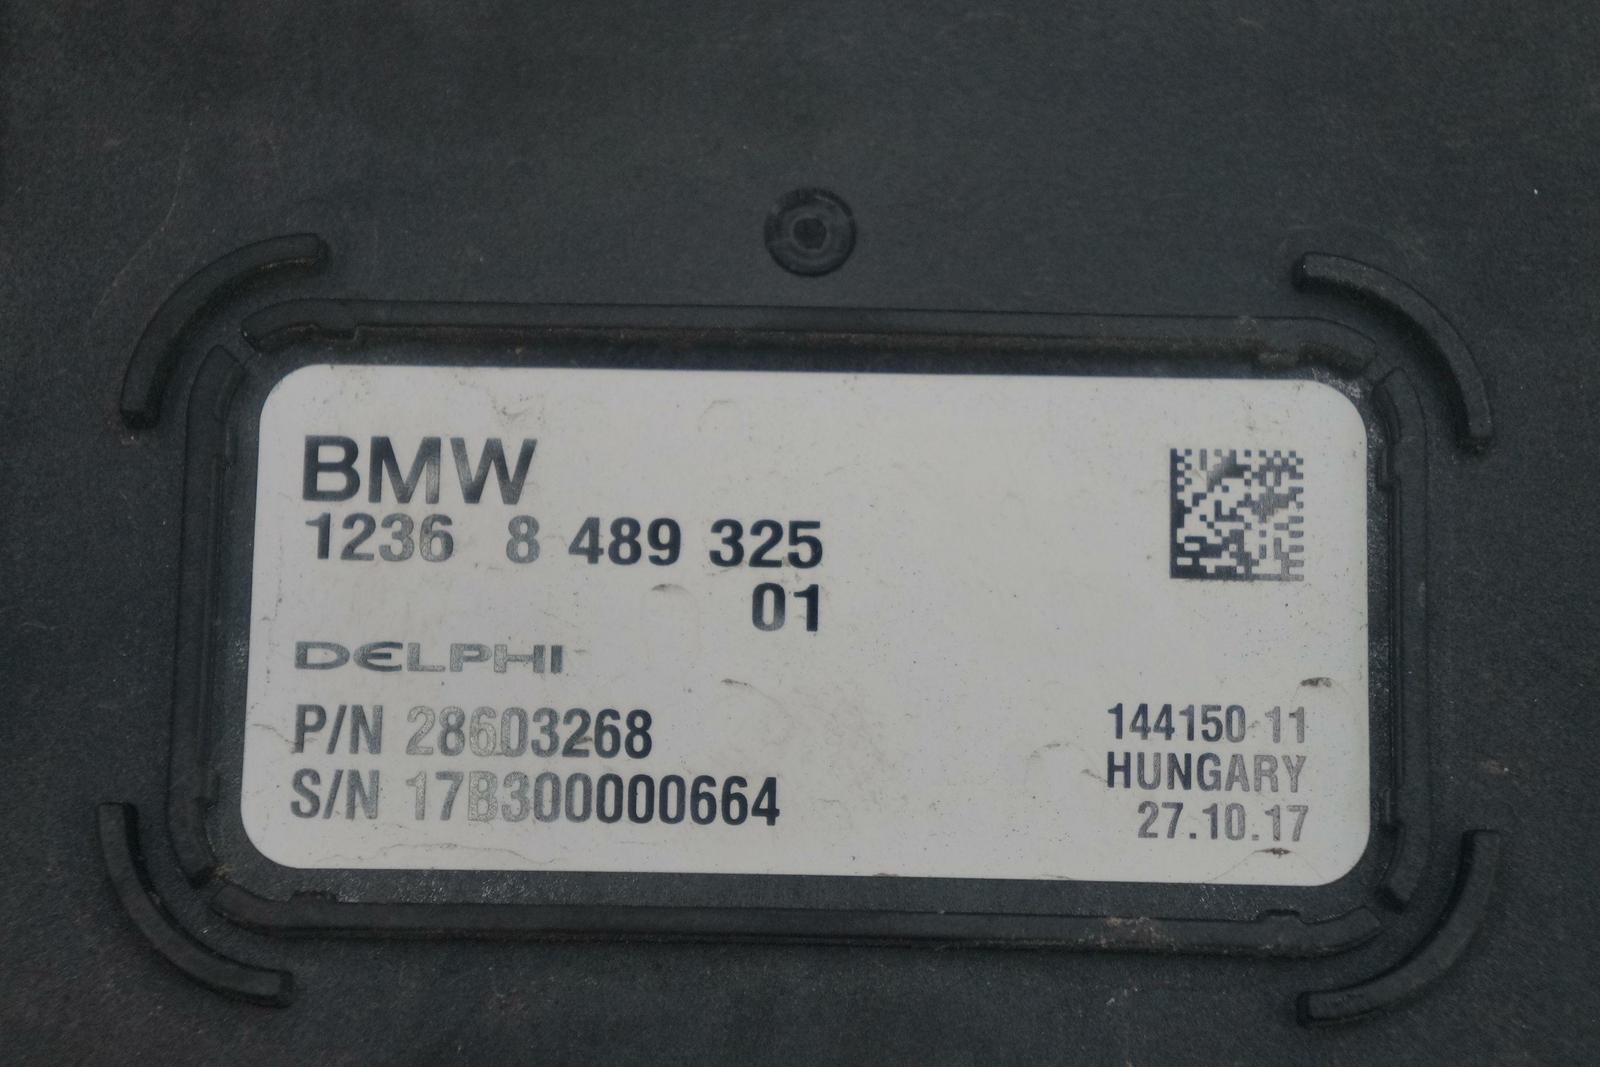 BMW
1236 8 489 325
01
DELPHI
P/N 28603268
S/N 17B300000664
144150-11
HUNGARY
27.10.17